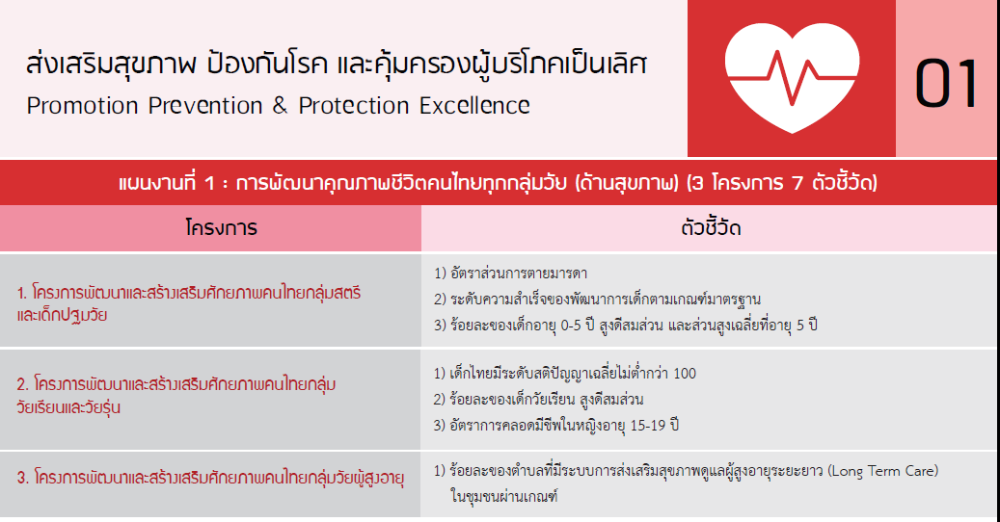 ส่งเสริมสุขภาพ ป้องกันโรค และคุ้มครองผู้บริโภคเป็นเลิศ
Promotion Prevention & Protection Excellence
01
แผนงานที่ 1 : การพัฒนาคุณภาพชีวิตคนไทยทุกกลุ่มวัย (ด้านสุขภาพ) (3 โครงการ 7 ตัวชี้วัด)
โครงการ
ตัวชี้วัด
1. โครงการพัฒนาและสร้างเสริมศักยภาพคนไทยกลุ่มสตรี
และเด็กปฐมวัย
1) อัตราส่วนการตายมารดา
2) ระดับความสำเร็จของพัฒนาการเด็กตามเกณฑ์มาตรฐาน
3) ร้อยละของเด็กอายุ 0-5 ปี สูงดีสมส่วน และส่วนสูงเฉลี่ยที่อายุ 5 ปี
2. โครงการพัฒนาและสร้างเสริมศักยภาพคนไทยกลุ่ม
วัยเรียนและวัยรุ่น
1) เด็กไทยมีระดับสติปัญญาเฉลี่ยไม่ต่ำกว่า 100
2) ร้อยละของเด็กวัยเรียน สูงดีสมส่วน
3) อัตราการคลอดมีชีพในหญิงอายุ 15-19 ปี
3. โครงการพัฒนาและสร้างเสริมศักยภาพคนไทยกลุ่มวัยผู้สูงอายุ
1) ร้อยละของตำบลที่มีระบบการส่งเสริมสุขภาพดูแลผู้สูงอายุระยะยาว (Long Term Care)
ในชุมชนผ่านเกณฑ์